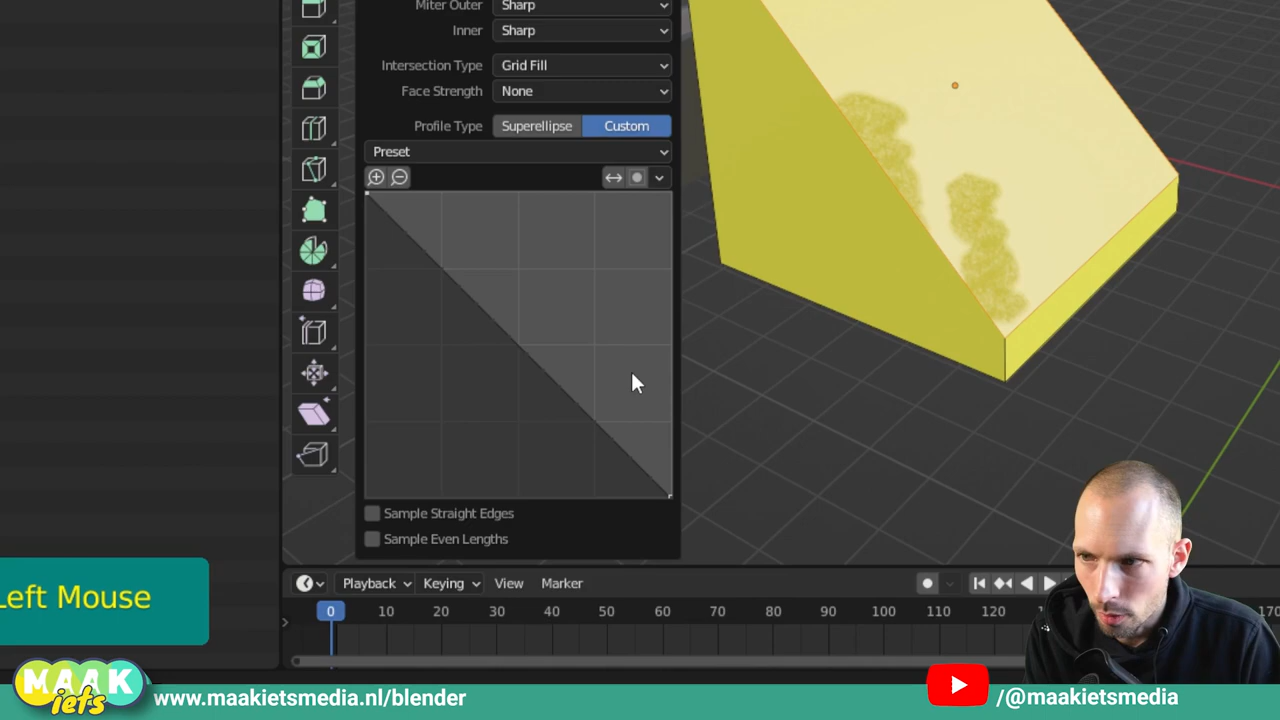 Miter Outer Sharp
Inner Sharp
Intersection Type Grid Fill
Face Strength None
Profile Type Superellipse Custom
Preset
Sample Straight Edges
Sample Even Lengths
Left Mouse
Playback Keying View Marker
0 10 20 30 40 50 60 70 80 90 100 110 120
MAAK
iets
www.maakietsmedia.nl/blender
/@maakietsmedia